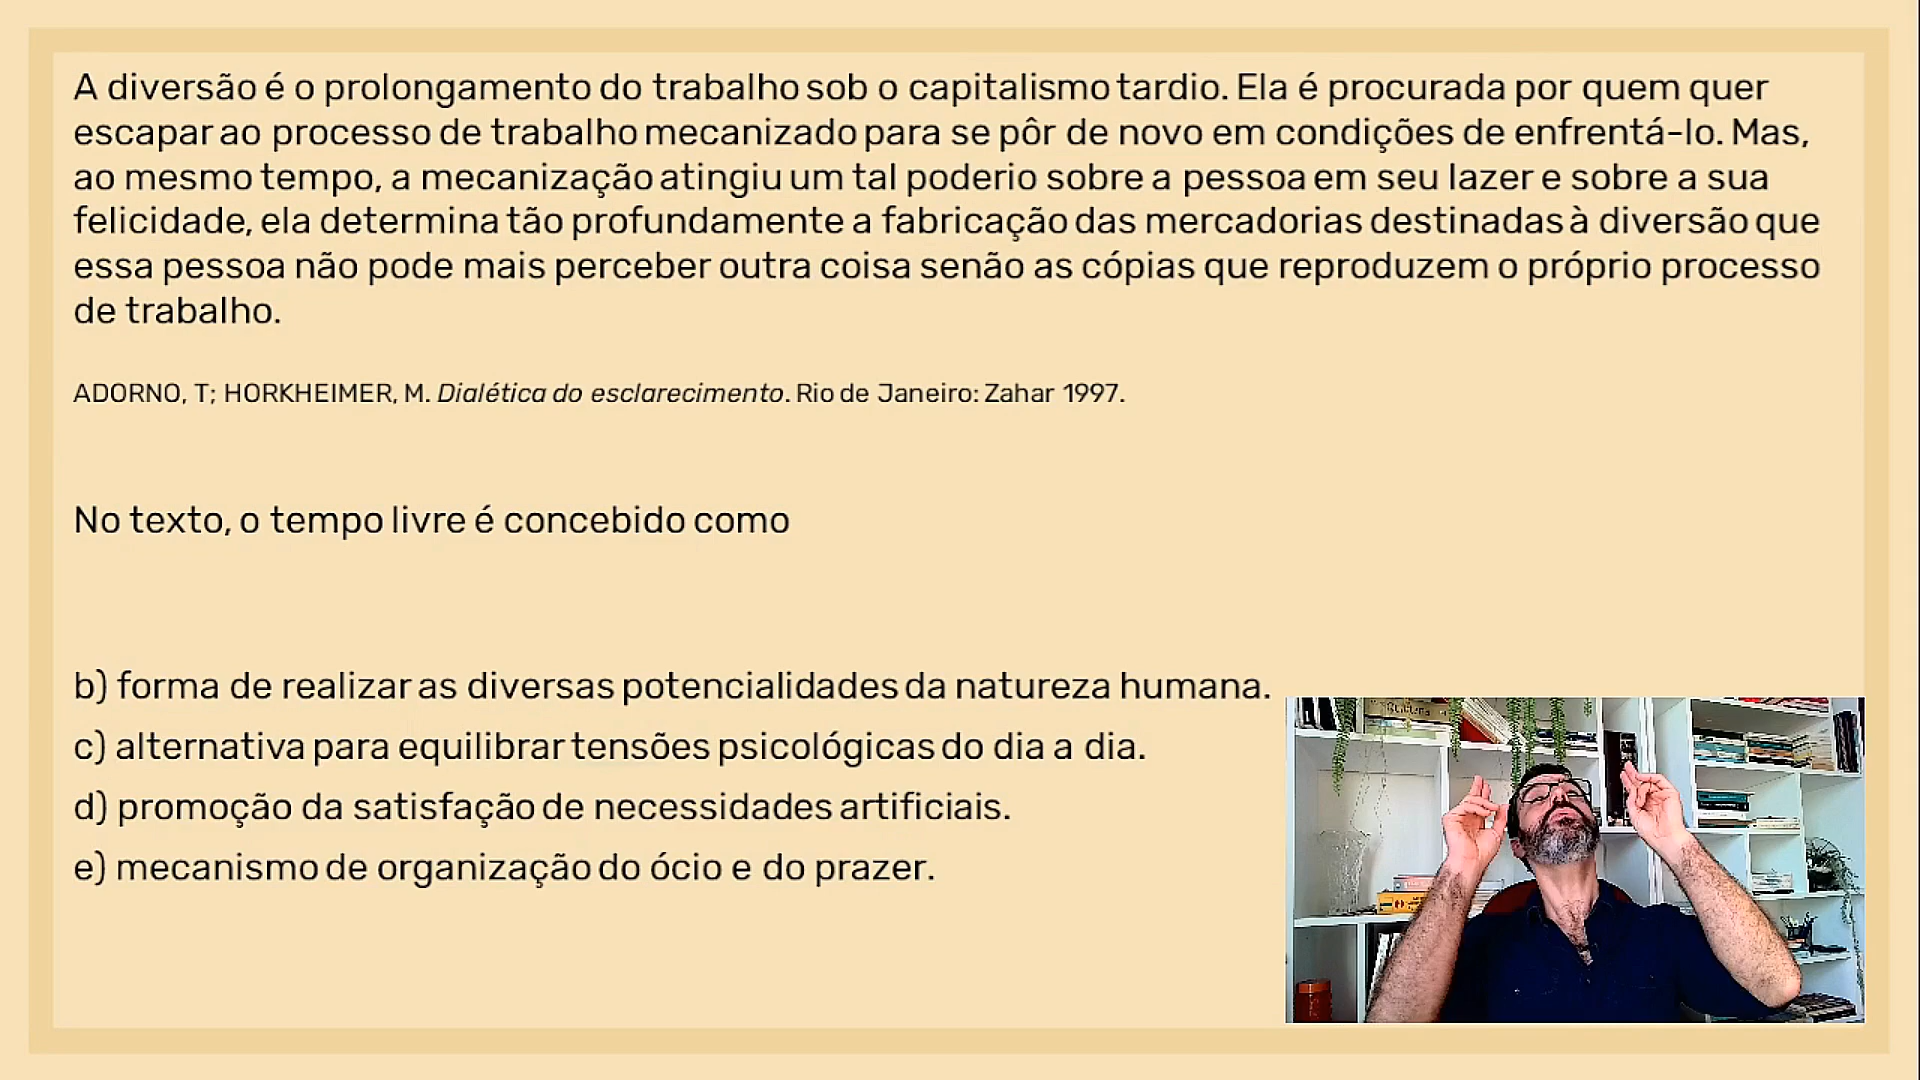 A diversão é o prolongamento do trabalho sob o capitalismo tardio. Ela é procurada por quem quer
escapar ao processo de trabalho mecanizado para se pôr de novo em condições de enfrentá-lo. Mas,
ao mesmo tempo, a mecanização atingiu um tal poderio sobre a pessoa em seu lazer e sobre a sua
felicidade, ela determina tão profundamente a fabricação das mercadorias destinadas à diversão que
essa pessoa não pode mais perceber outra coisa senão as cópias que reproduzem o próprio processo
de trabalho.
ADORNO, T; HORKHEIMER, M. Dialética do esclarecimento. Rio de Janeiro: Zahar 1997.
No texto, o tempo livre é concebido como
b) forma de realizar as diversas potencialidades da natureza humana.
c) alternativa para equilibrar tensões psicológicas do dia a dia.
d) promoção da satisfação de necessidades artificiais.
e) mecanismo de organização do ócio e do prazer.